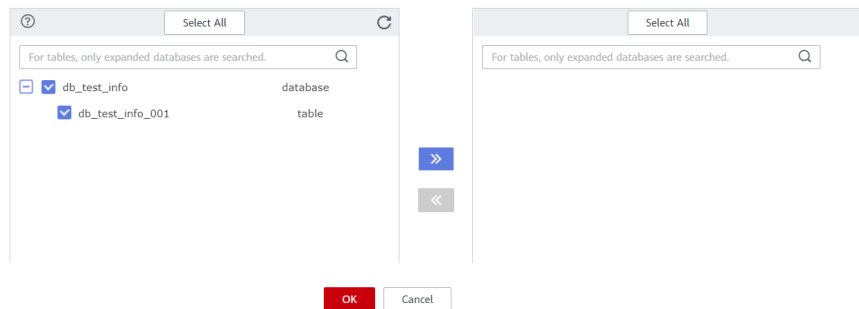 Select All
Select All
For tables, only expanded databases are searched.
For tables, only expanded databases are searched.
db_test_info database
db_test_info_001 table
OK Cancel